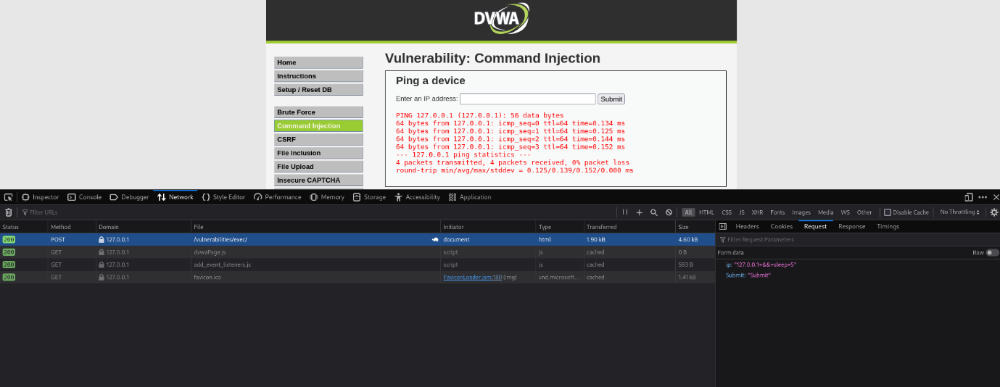 DVWA
Home
Instructions
Setup / Reset DB
Brute Force
Command Injection
CSRF
File Inclusion
File Upload
Insecure CAPTCHA
Vulnerability: Command Injection
Ping a device
Enter an IP address: Submit
PING 127.0.0.1 (127.0.0.1): 56 data bytes
64 bytes from 127.0.0.1: icmp_seq=0 ttl=64 time=0.134 ms
64 bytes from 127.0.0.1: icmp_seq=1 ttl=64 time=0.125 ms
64 bytes from 127.0.0.1: icmp_seq=2 ttl=64 time=0.144 ms
64 bytes from 127.0.0.1: icmp_seq=3 ttl=64 time=0.152 ms
--- 127.0.0.1 ping statistics ---
4 packets transmitted, 4 packets received, 0% packet loss
round-trip min/avg/max/stddev = 0.125/0.139/0.152/0.000 ms
Inspector Console Debugger Network Style Editor Performance Memory Storage Accessibility Application
Filter URLs All HTML CSS JS XHR Fonts Images Media WS Other Disable Cache No Throttling
Status Method Domain File Initiator Type Transferred Size
200 POST 127.0.0.1 /vulnerabilities/exec/ document html 1.90 kB 4.60 kB
200 GET 127.0.0.1 dvwaPage.js script js cached 0 B
200 GET 127.0.0.1 add_event_listeners.js script js cached 593 B
200 GET 127.0.0.1 favicon.ico FaviconLoader.jsm:180 (img) vnd.microsoft... cached 1.41 kB
Headers Cookies Request Response Timings
Filter Request Parameters
Form data Raw
ip: "127.0.0.1+&&+sleep+5"
Submit: "Submit"